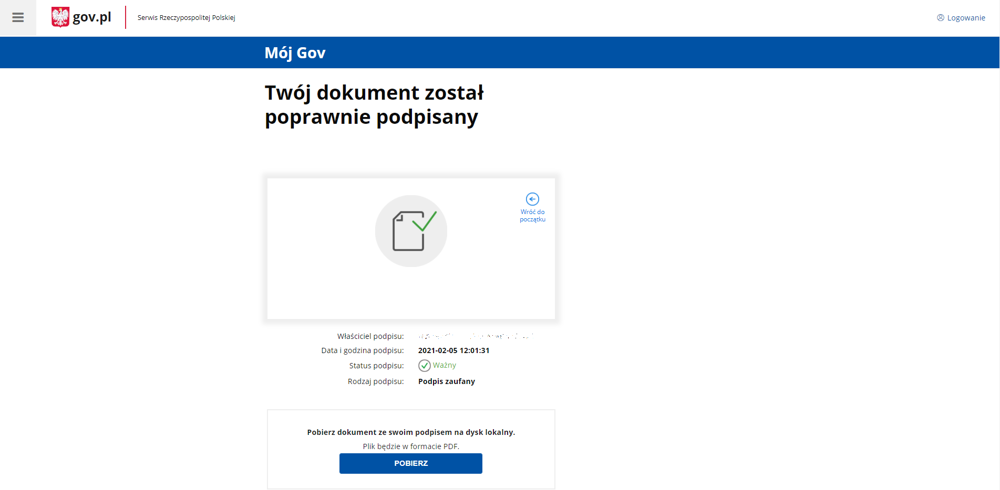 gov.pl
Serwis Rzeczypospolitej Polskiej
Logowanie
Mój Gov
Twój dokument został
poprawnie podpisany
Wróć do
początku
Właściciel podpisu:
Data i godzina podpisu: 2021-02-05 12:01:31
Status podpisu: Ważny
Rodzaj podpisu: Podpis zaufany
Pobierz dokument ze swoim podpisem na dysk lokalny.
Plik będzie w formacie PDF.
POBIERZ